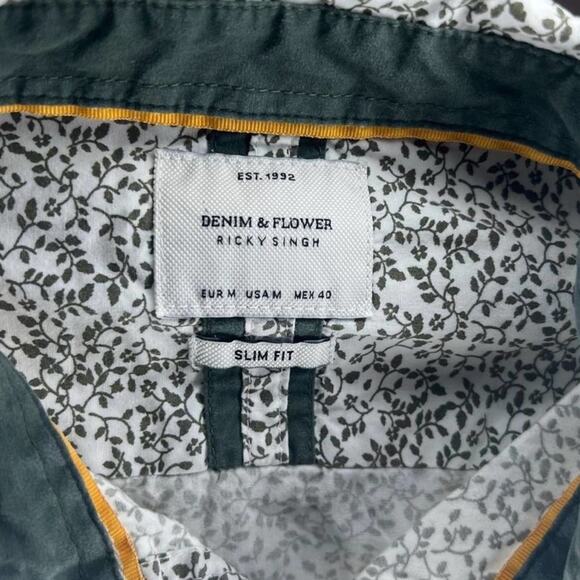 EST. 1992
DENIM & FLOWER
RICKY SINGH
EUR M USA M MEX 40
SLIM FIT